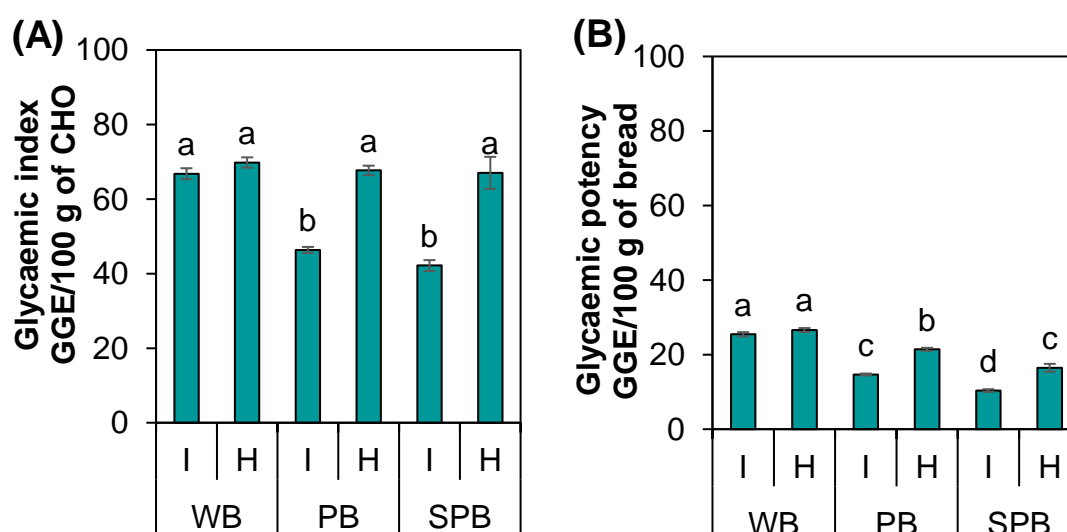 (A)
Glycaemic index
GGE/100 g of CHO
100
80
60
40
20
0
a
a
b
a
b
a
I H I H I H
WB PB SPB
(B)
Glycaemic potency
GGE/100 g of bread
100
80
60
40
20
0
a
a
c
b
d
c
I H I H I H
WB PB SPB